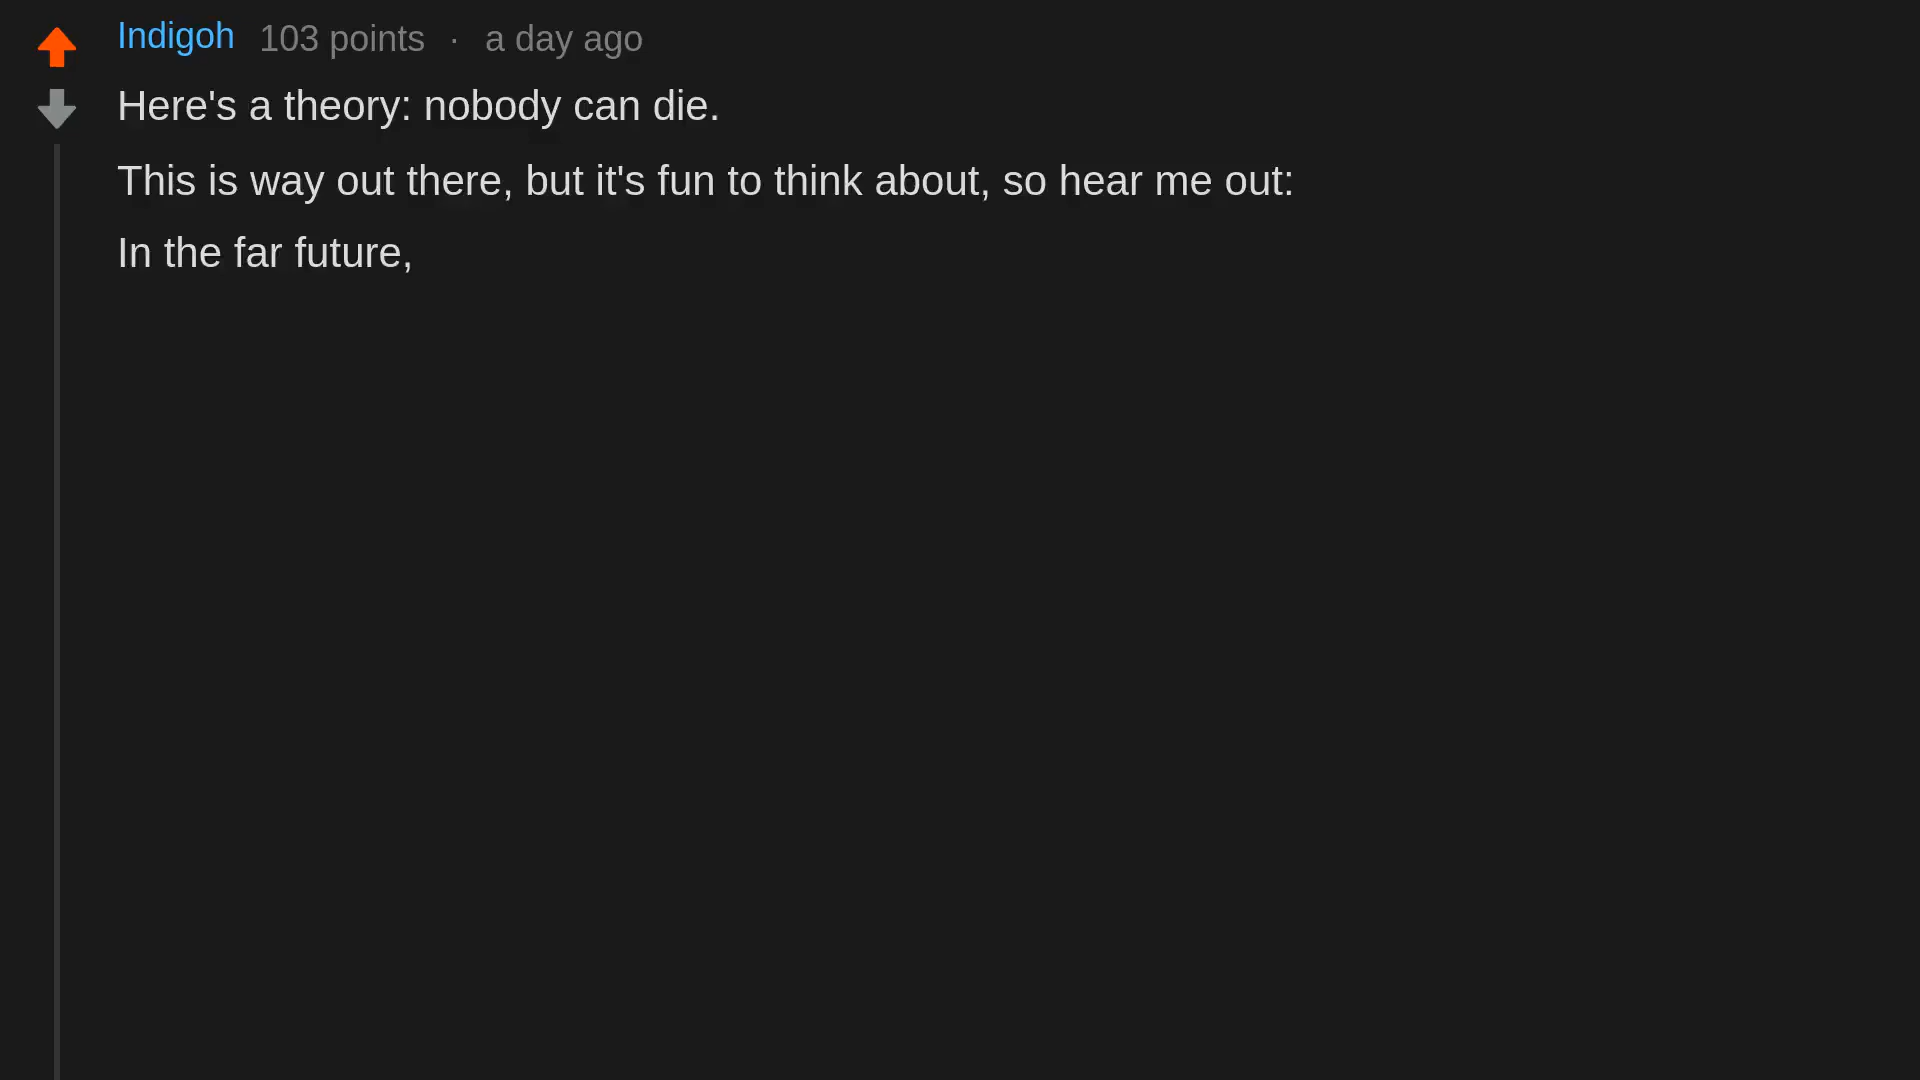 Indigoh 103 points · a day ago
Here's a theory: nobody can die.
This is way out there, but it's fun to think about, so hear me out:
In the far future,